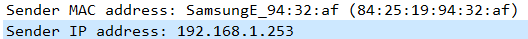 Sender MAC address: SamsungE_94:32:af (84:25:19:94:32:af)
Sender IP address: 192.168.1.253